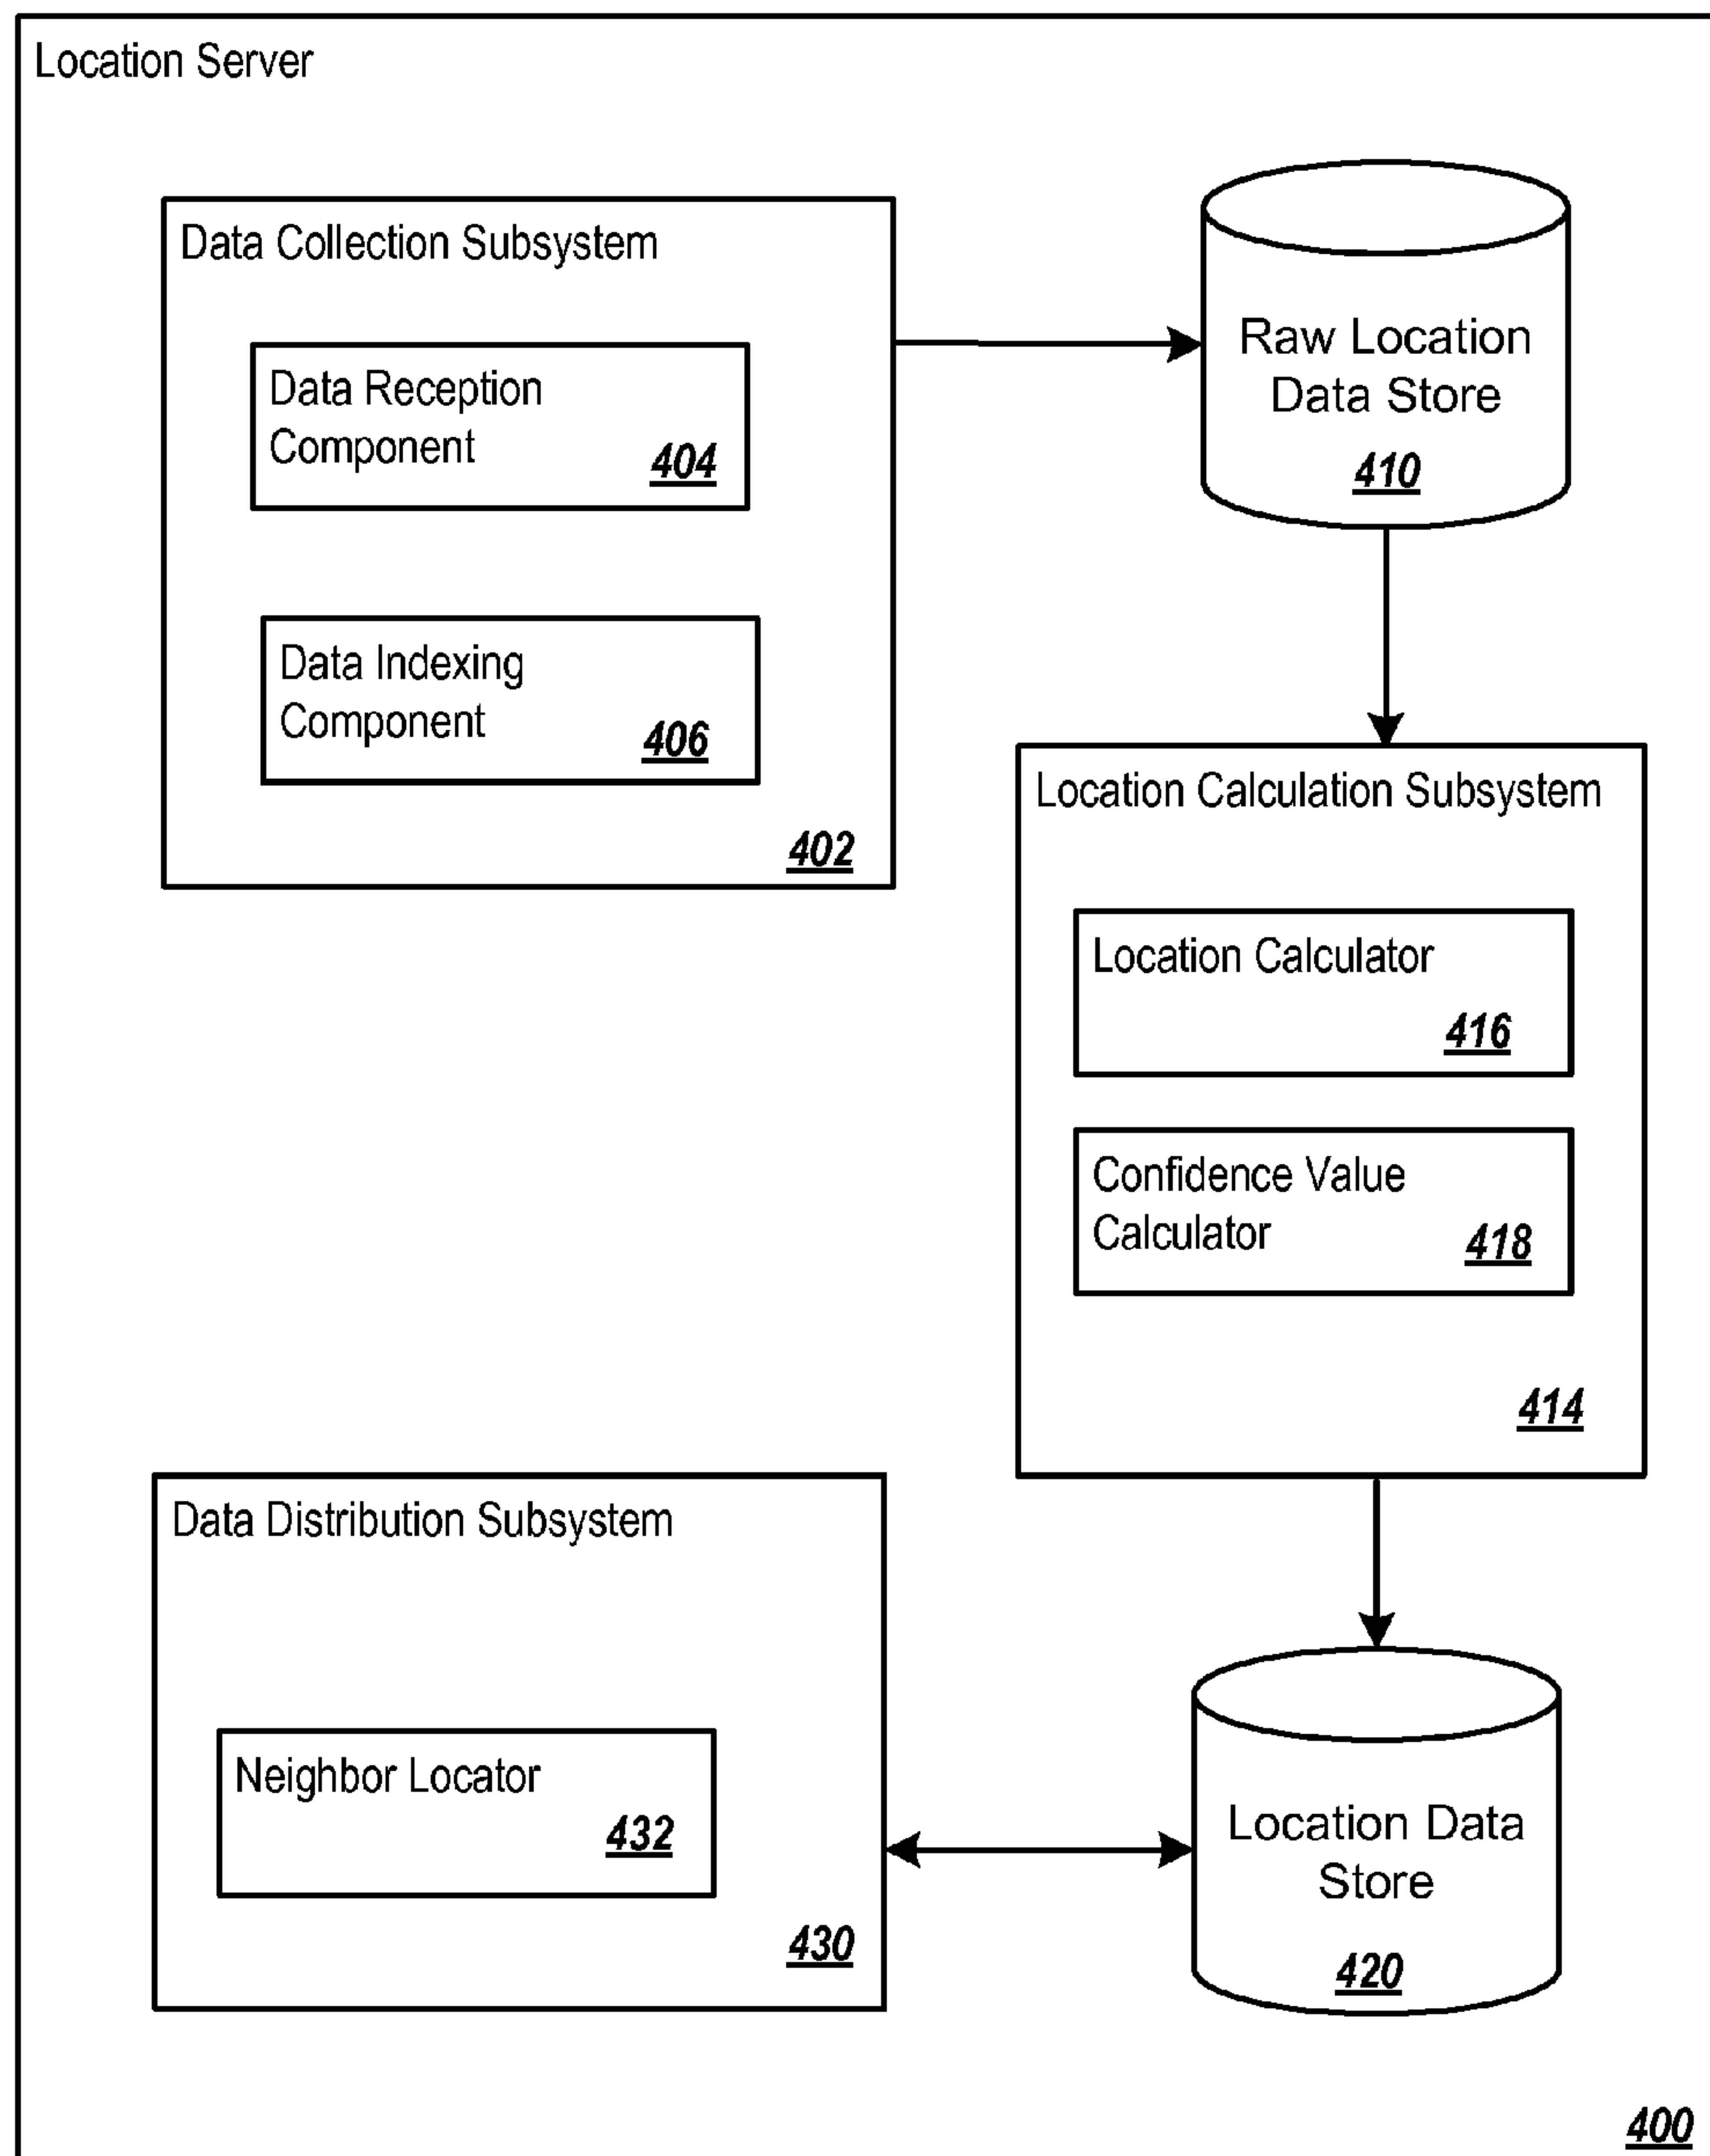 Location Server
Data Collection Subsystem
Data Reception
Component
404
Data Indexing
Component
406
402
Raw Location
Data Store
410
Location Calculation Subsystem
Location Calculator
416
Confidence Value
Calculator
418
414
Data Distribution Subsystem
Neighbor Locator
432
430
Location Data
Store
420
400